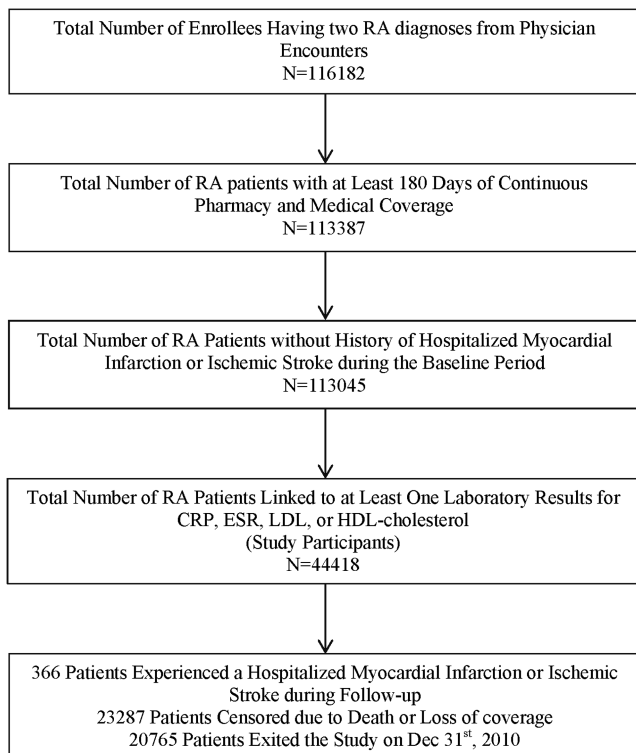 Total Number of Enrollees Having two RA diagnoses from Physician
Encounters
N=116182
Total Number of RA patients with at Least 180 Days of Continuous
Pharmacy and Medical Coverage
N=113387
Total Number of RA Patients without History of Hospitalized Myocardial
Infarction or Ischemic Stroke during the Baseline Period
N=113045
Total Number of RA Patients Linked to at Least One Laboratory Results for
CRP, ESR, LDL, or HDL-cholesterol
(Study Participants)
N=44418
366 Patients Experienced a Hospitalized Myocardial Infarction or Ischemic
Stroke during Follow-up
23287 Patients Censored due to Death or Loss of coverage
20765 Patients Exited the Study on Dec 31st, 2010